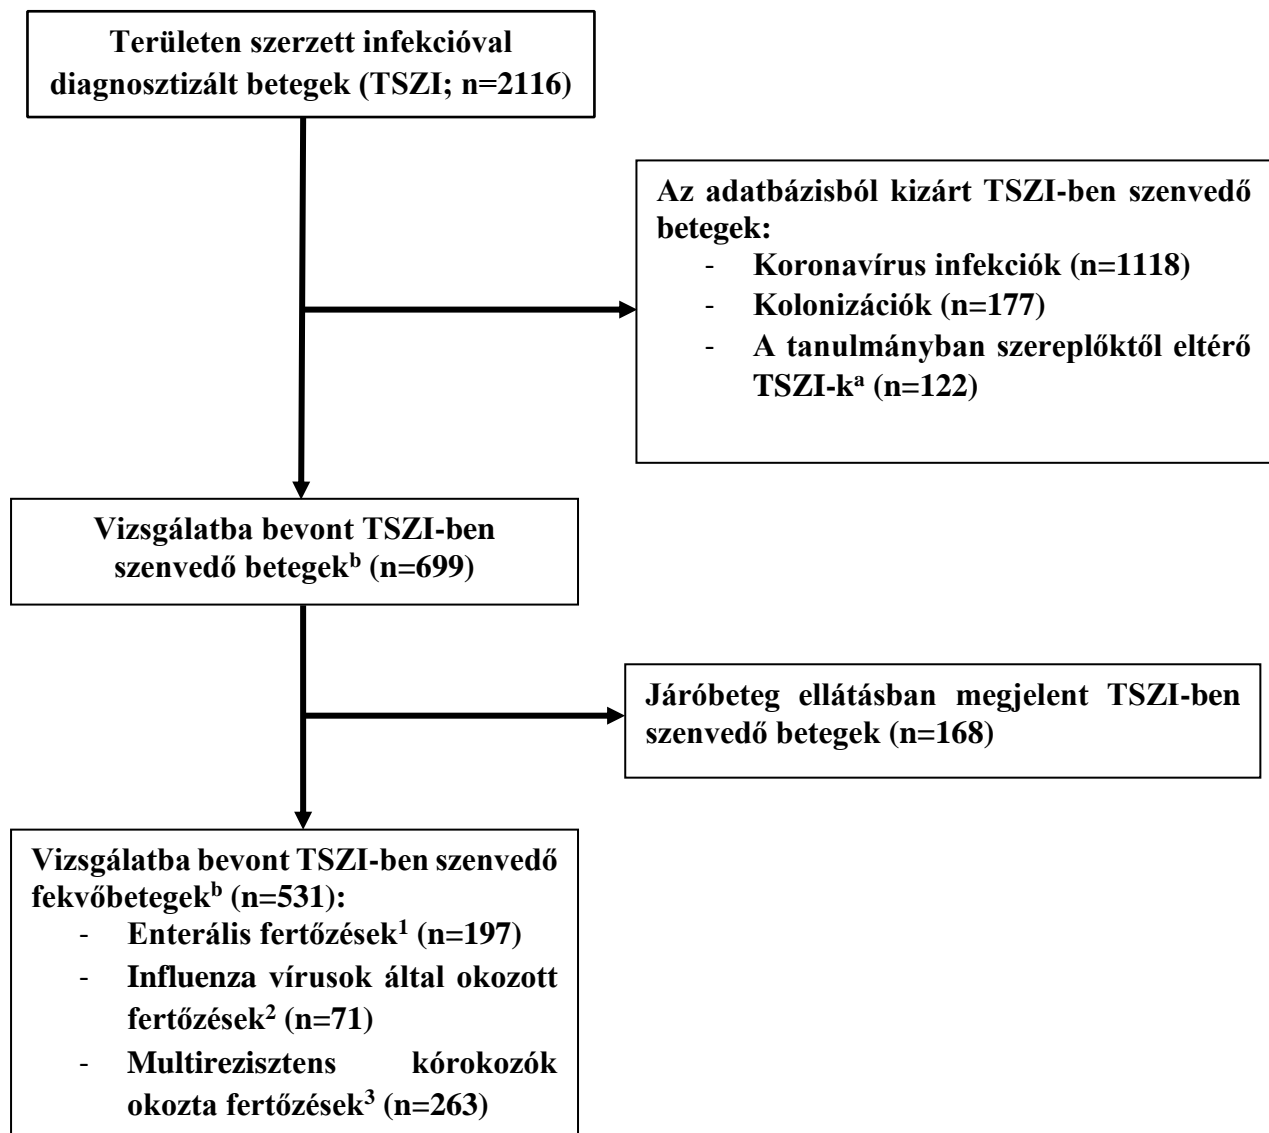 Területen szerzett infekcióval
diagnosztizált betegek (TSZI; n=2116)
Az adatbázisból kizárt TSZI-ben szenvedő
betegek:
- Koronavírus infekciók (n=1118)
- Kolonizációk (n=177)
- A tanulmányban szereplőktől eltérő
TSZI-kᵃ (n=122)
Vizsgálatba bevont TSZI-ben
szenvedő betegekᵇ (n=699)
Járóbeteg ellátásban megjelent TSZI-ben
szenvedő betegek (n=168)
Vizsgálatba bevont TSZI-ben szenvedő
fekvőbetegekᵇ (n=531):
- Enterális fertőzések¹ (n=197)
- Influenza vírusok által okozott
fertőzések² (n=71)
- Multirezisztens kórokozók
okozta fertőzések³ (n=263)